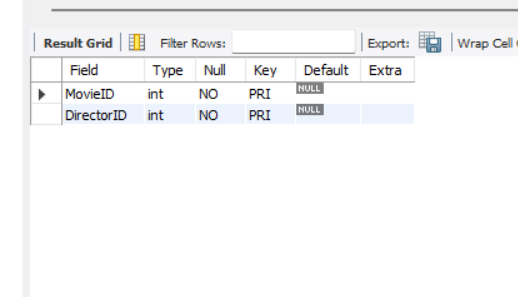 Result Grid Filter Rows: Export: Wrap Cell
Field Type Null Key Default Extra
MovieID int NO PRI NULL
DirectorID int NO PRI NULL